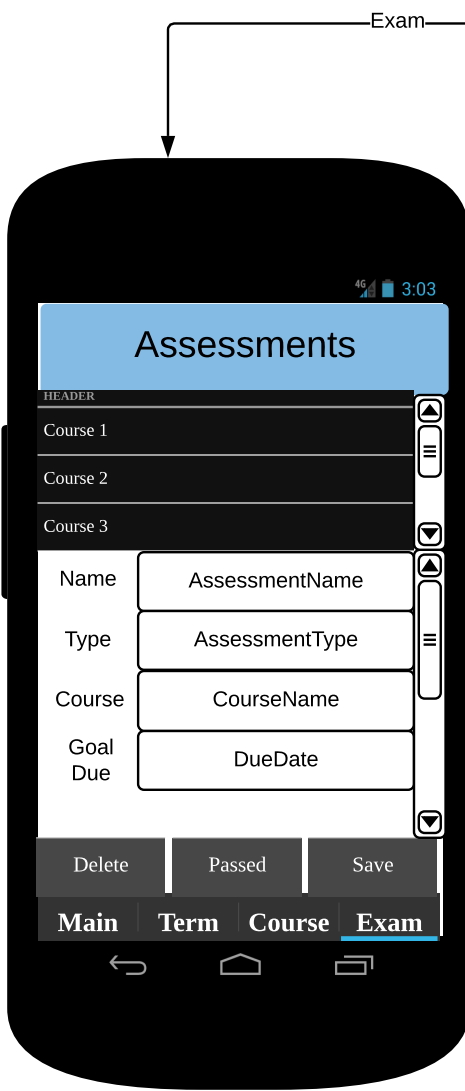 Exam
4G 3:03
Assessments
HEADER
Course 1
Course 2
Course 3
Name AssessmentName
Type AssessmentType
Course CourseName
Goal
Due
DueDate
Delete Passed Save
Main Term Course Exam